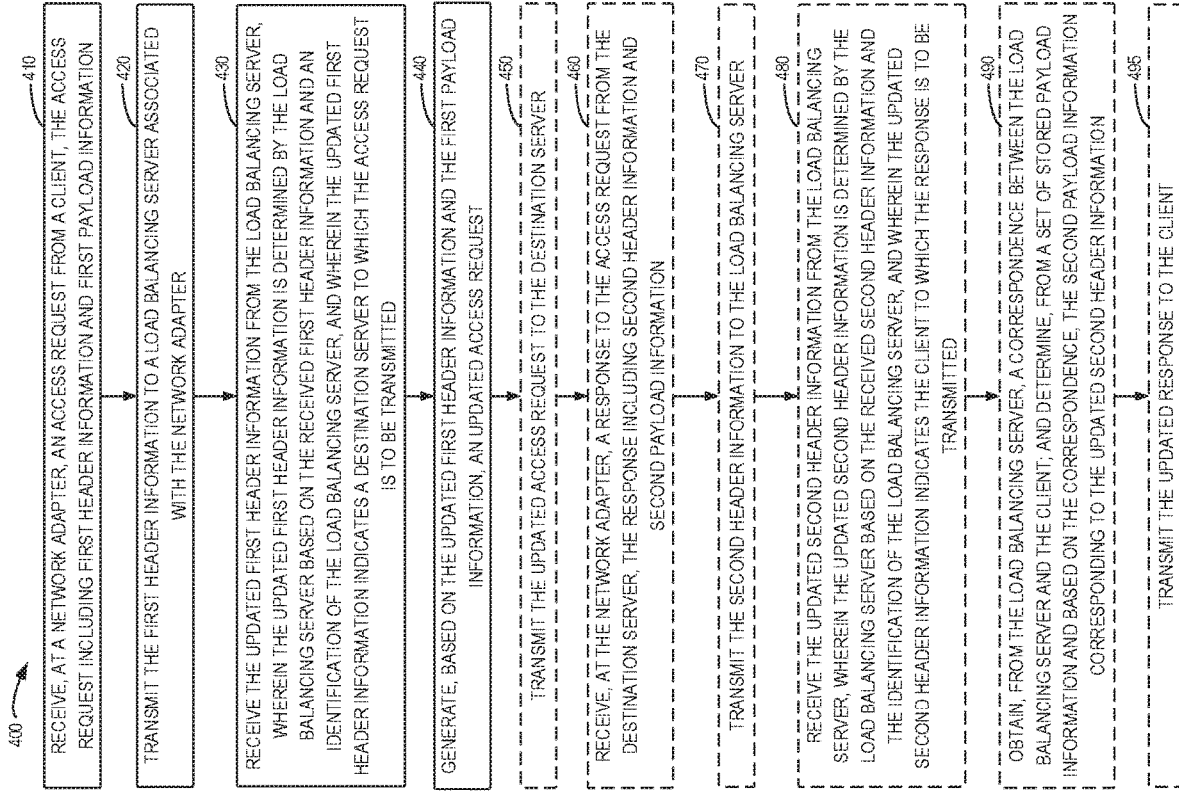 400
410
RECEIVE, AT A NETWORK ADAPTER, AN ACCESS REQUEST FROM A CLIENT, THE ACCESS
REQUEST INCLUDING FIRST HEADER INFORMATION AND FIRST PAYLOAD INFORMATION
420
TRANSMIT THE FIRST HEADER INFORMATION TO A LOAD BALANCING SERVER ASSOCIATED
WITH THE NETWORK ADAPTER
430
RECEIVE THE UPDATED FIRST HEADER INFORMATION FROM THE LOAD BALANCING SERVER,
WHEREIN THE UPDATED FIRST HEADER INFORMATION IS DETERMINED BY THE LOAD
BALANCING SERVER BASED ON THE RECEIVED FIRST HEADER INFORMATION AND AN
IDENTIFICATION OF THE LOAD BALANCING SERVER, AND WHEREIN THE UPDATED FIRST
HEADER INFORMATION INDICATES A DESTINATION SERVER TO WHICH THE ACCESS REQUEST
IS TO BE TRANSMITTED
440
GENERATE, BASED ON THE UPDATED FIRST HEADER INFORMATION AND THE FIRST PAYLOAD
INFORMATION, AN UPDATED ACCESS REQUEST
450
TRANSMIT THE UPDATED ACCESS REQUEST TO THE DESTINATION SERVER
460
RECEIVE, AT THE NETWORK ADAPTER, A RESPONSE TO THE ACCESS REQUEST FROM THE
DESTINATION SERVER, THE RESPONSE INCLUDING SECOND HEADER INFORMATION AND
SECOND PAYLOAD INFORMATION
470
TRANSMIT THE SECOND HEADER INFORMATION TO THE LOAD BALANCING SERVER
480
RECEIVE THE UPDATED SECOND HEADER INFORMATION FROM THE LOAD BALANCING
SERVER, WHEREIN THE UPDATED SECOND HEADER INFORMATION IS DETERMINED BY THE
LOAD BALANCING SERVER BASED ON THE RECEIVED SECOND HEADER INFORMATION AND
THE IDENTIFICATION OF THE LOAD BALANCING SERVER, AND WHEREIN THE UPDATED
SECOND HEADER INFORMATION INDICATES THE CLIENT TO WHICH THE RESPONSE IS TO BE
TRANSMITTED
490
OBTAIN, FROM THE LOAD BALANCING SERVER, A CORRESPONDENCE BETWEEN THE LOAD
BALANCING SERVER AND THE CLIENT; AND DETERMINE, FROM A SET OF STORED PAYLOAD
INFORMATION AND BASED ON THE CORRESPONDENCE, THE SECOND PAYLOAD INFORMATION
CORRESPONDING TO THE UPDATED SECOND HEADER INFORMATION
495
TRANSMIT THE UPDATED RESPONSE TO THE CLIENT